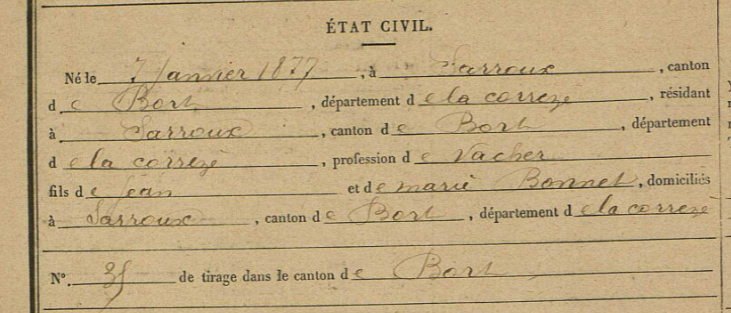 ÉTAT CIVIL.
Né le 7 Janvier 1877, à Sarroux, canton
de Bort, département de la correze, résidant
à Sarroux, canton de Bort, département
de la correze, profession de Vacher
fils de jean et de marie Bonnet, domiciliés
à Sarroux, canton de Bort, département de la correze
N°. de tirage dans le canton de Bort